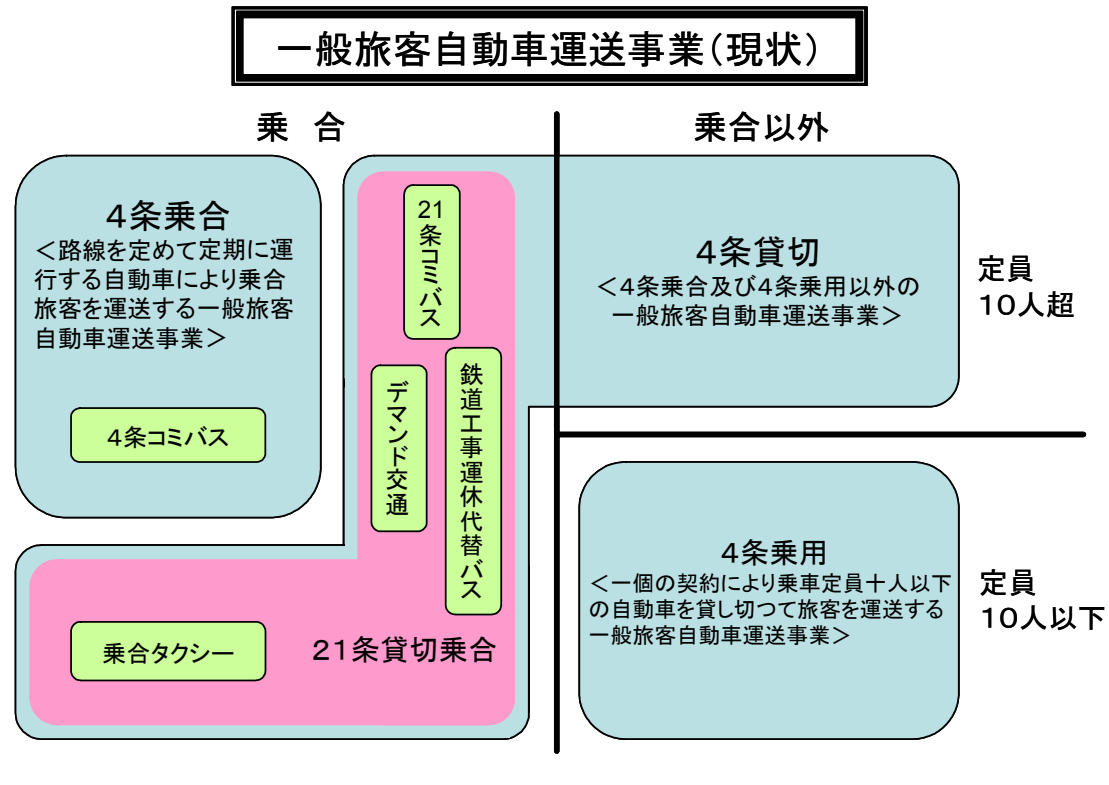 一般旅客自動車運送事業(現状)
乗 合
乗合以外
4条乗合
<路線を定めて定期に運
行する自動車により乗合
旅客を運送する一般旅客
自動車運送事業>
4条コミバス
21条コミバス
デマンド交通
鉄道工事運休代替バス
乗合タクシー
21条貸切乗合
4条貸切
<4条乗合及び4条乗用以外の
一般旅客自動車運送事業>
定員
10人超
4条乗用
<一個の契約により乗車定員十人以下
の自動車を貸し切つて旅客を運送する
一般旅客自動車運送事業>
定員
10人以下